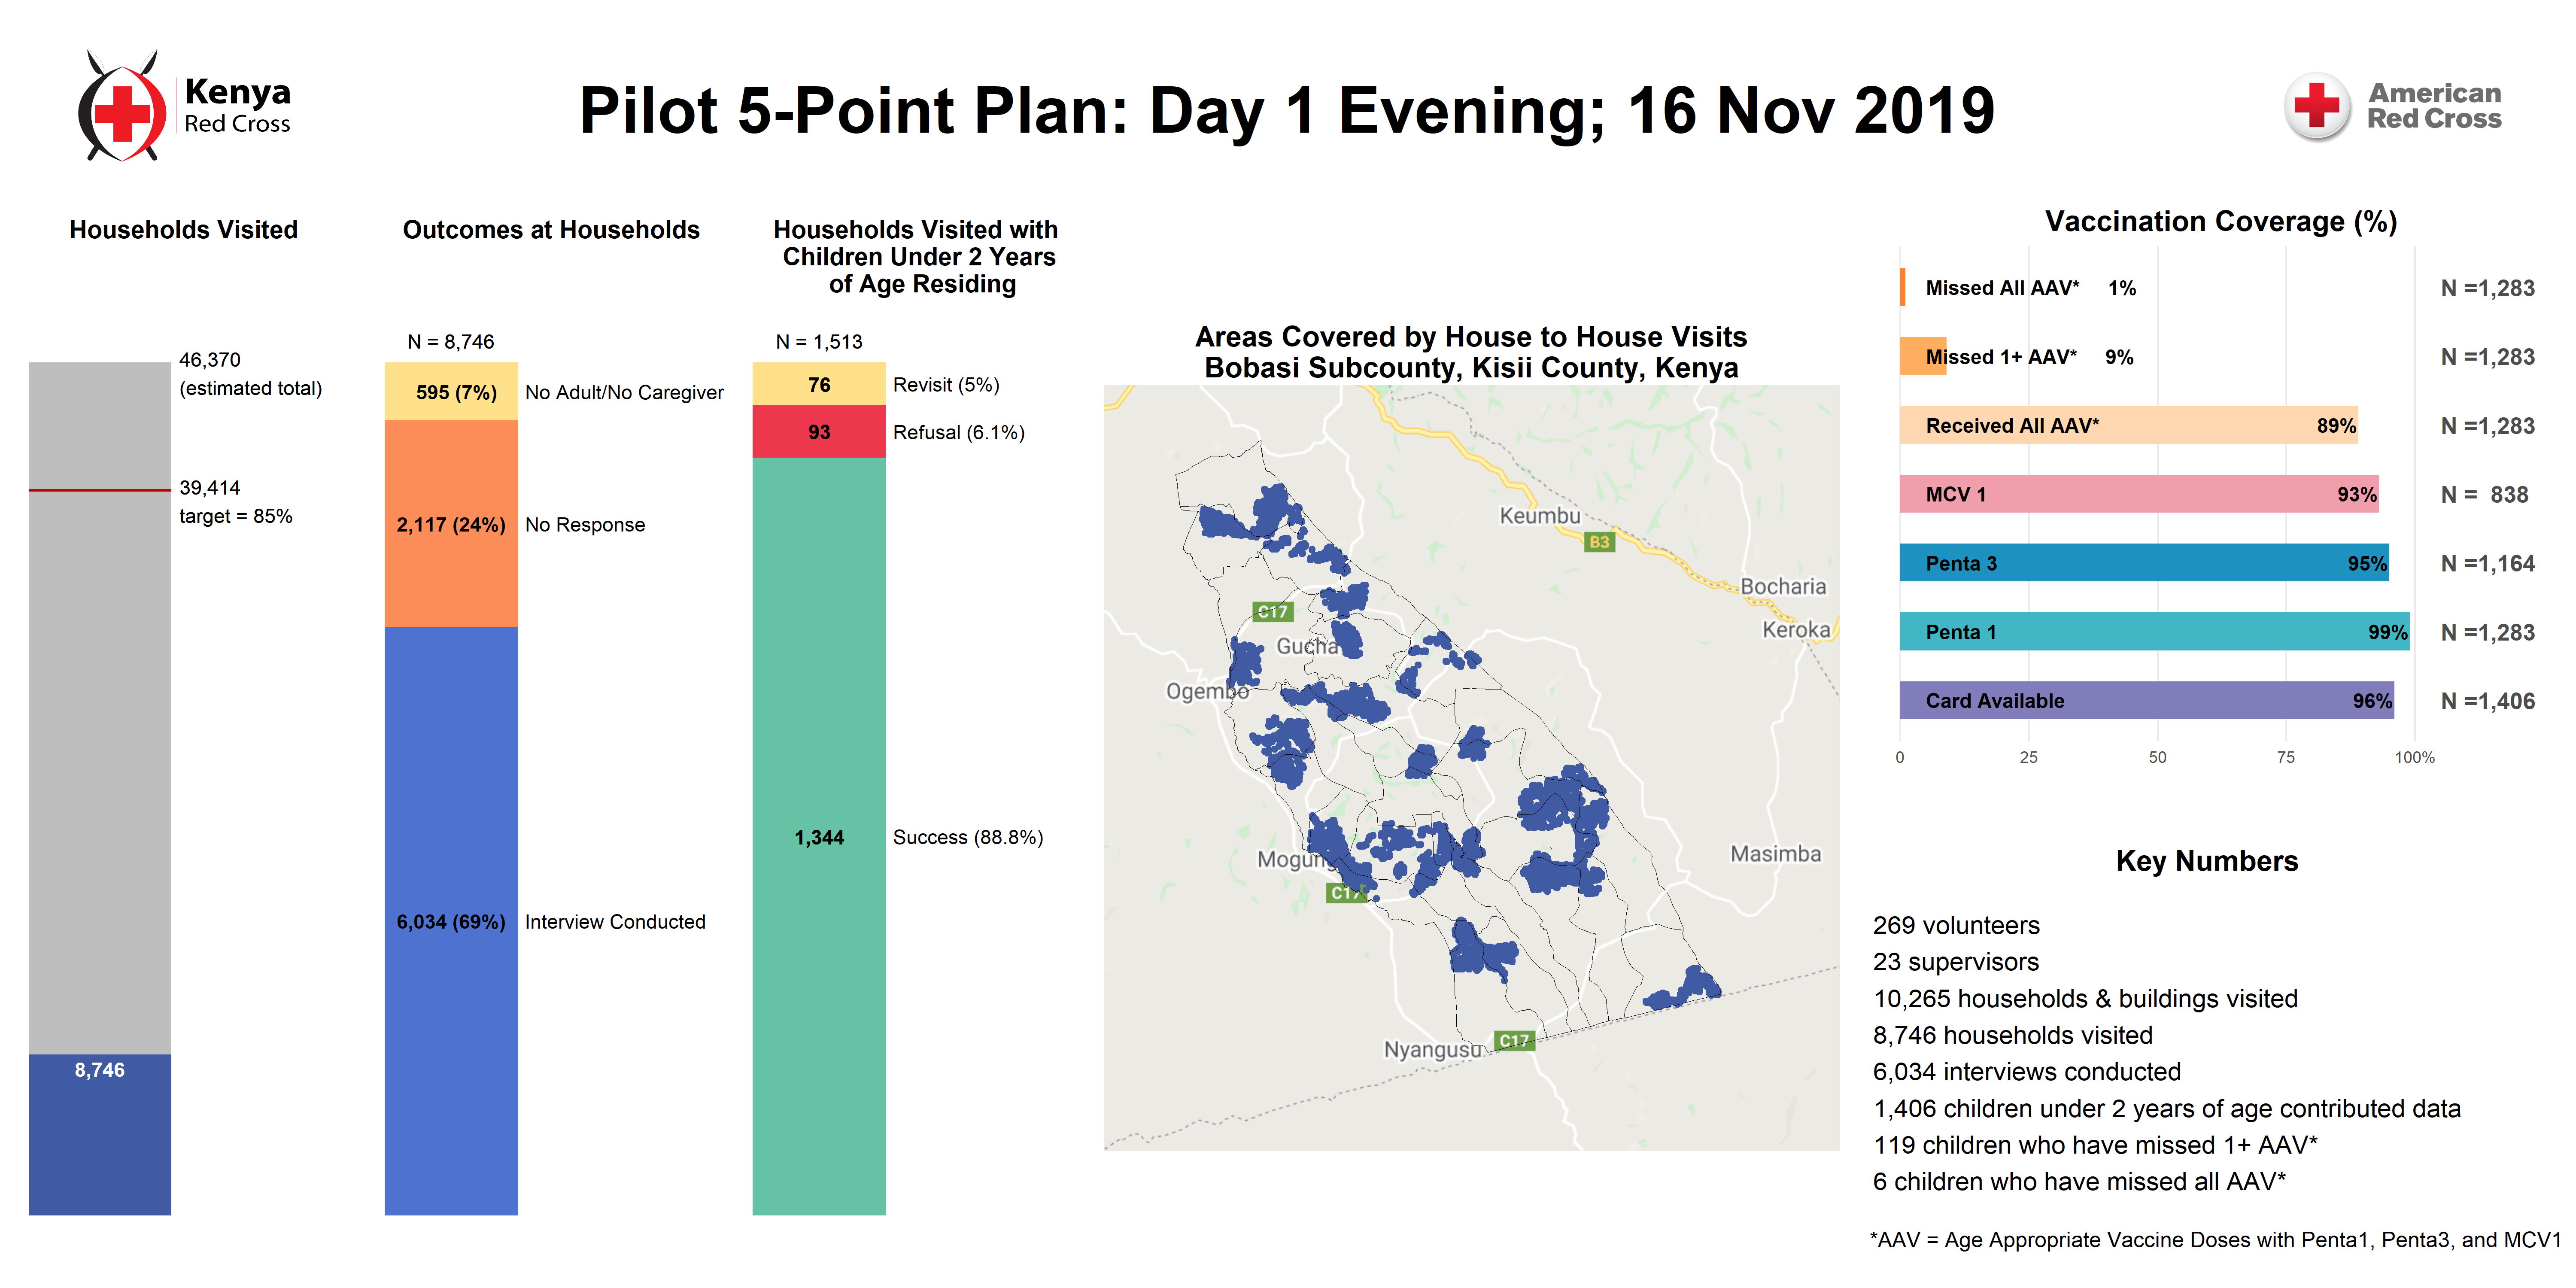 Kenya
Red Cross
Pilot 5-Point Plan: Day 1 Evening; 16 Nov 2019
American
Red Cross
Households Visited
46,370
(estimated total)
39,414
target = 85%
8,746
Outcomes at Households
N = 8,746
595 (7%) No Adult/No Caregiver
2,117 (24%) No Response
6,034 (69%) Interview Conducted
Households Visited with
Children Under 2 Years
of Age Residing
N = 1,513
76 Revisit (5%)
93 Refusal (6.1%)
1,344 Success (88.8%)
Areas Covered by House to House Visits
Bobasi Subcounty, Kisii County, Kenya
Keumbu
B3
Bocharia
C17
Keroka
Gucha
Ogembo
Masimba
Mogun
C17
C17
Nyangusu
Vaccination Coverage (%)
Missed All AAV* 1% N =1,283
Missed 1+ AAV* 9% N =1,283
Received All AAV* 89% N =1,283
MCV 1 93% N = 838
Penta 3 95% N =1,164
Penta 1 99% N =1,283
Card Available 96% N =1,406
0 25 50 75 100%
Key Numbers
269 volunteers
23 supervisors
10,265 households & buildings visited
8,746 households visited
6,034 interviews conducted
1,406 children under 2 years of age contributed data
119 children who have missed 1+ AAV*
6 children who have missed all AAV*
*AAV = Age Appropriate Vaccine Doses with Penta1, Penta3, and MCV1